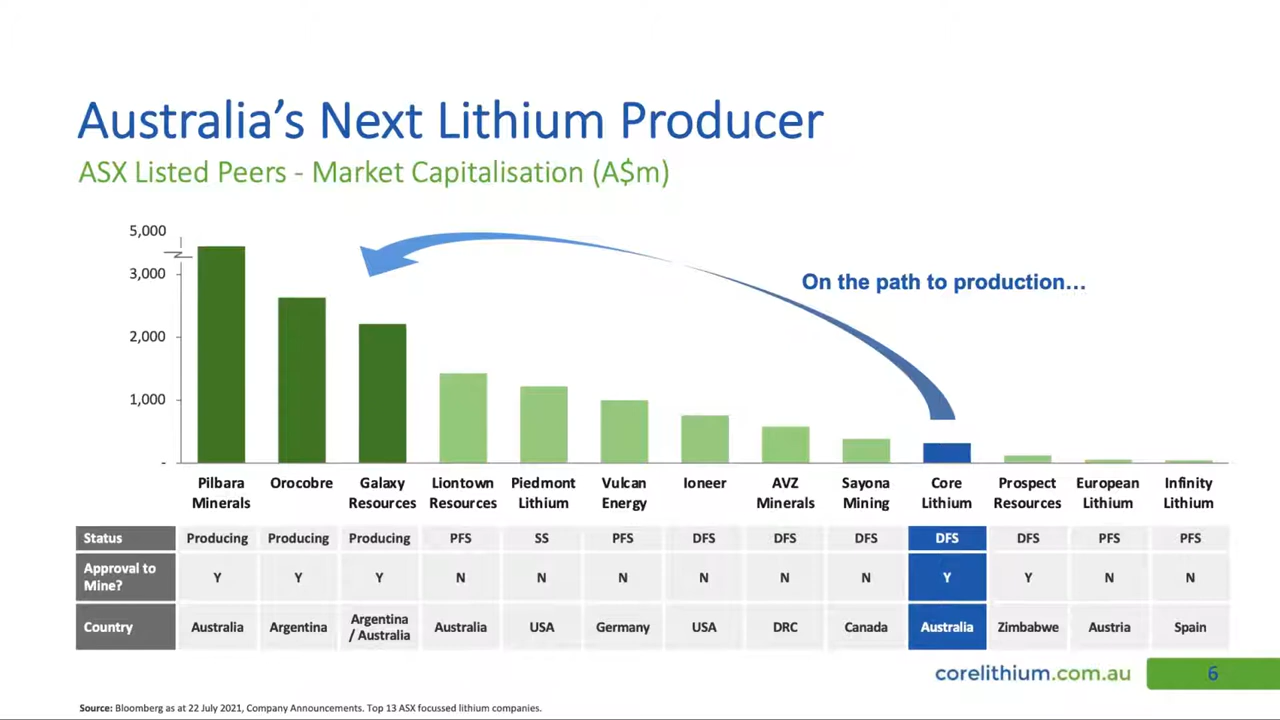 Australia's Next Lithium Producer
ASX Listed Peers - Market Capitalisation (A$m)
5,000
3,000
2,000
1,000
-
On the path to production...
Pilbara Minerals
Orocobre
Galaxy Resources
Liontown Resources
Piedmont Lithium
Vulcan Energy
Ioneer
AVZ Minerals
Sayona Mining
Core Lithium
Prospect Resources
European Lithium
Infinity Lithium
Status Producing Producing Producing PFS SS PFS DFS DFS DFS DFS DFS PFS PFS
Approval to Mine? Y Y Y N N N N N N Y Y N N
Country Australia Argentina Argentina / Australia Australia USA Germany USA DRC Canada Australia Zimbabwe Austria Spain
corelithium.com.au
6
Source: Bloomberg as at 22 July 2021, Company Announcements. Top 13 ASX focussed lithium companies.